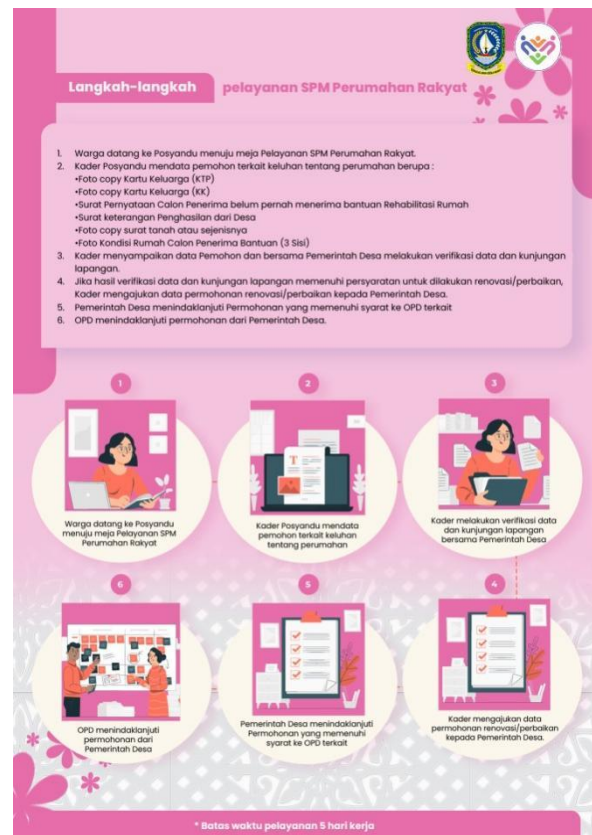 Langkah-langkah pelayanan SPM Perumahan Rakyat
1. Warga datang ke Posyandu menuju meja Pelayanan SPM Perumahan Rakyat.
2. Kader Posyandu mendata pemohon terkait keluhan tentang perumahan berupa :
•Foto copy Kartu Keluarga (KTP)
•Foto copy Kartu Keluarga (KK)
•Surat Pernyataan Calon Penerima belum pernah menerima bantuan Rehabilitasi Rumah
•Surat keterangan Penghasilan dari Desa
•Foto copy surat tanah atau sejenisnya
•Foto Kondisi Rumah Calon Penerima Bantuan (3 Sisi)
3. Kader menyampaikan data Pemohon dan bersama Pemerintah Desa melakukan verifikasi data dan kunjungan
lapangan.
4. Jika hasil verifikasi data dan kunjungan lapangan memenuhi persyaratan untuk dilakukan renovasi/perbaikan,
Kader mengajukan data permohonan renovasi/perbaikan kepada Pemerintah Desa.
5. Pemerintah Desa menindaklanjuti Permohonan yang memenuhi syarat ke OPD terkait
6. OPD menindaklanjuti permohonan dari Pemerintah Desa.
1
Warga datang ke Posyandu
menuju meja Pelayanan SPM
Perumahan Rakyat
2
Kader Posyandu mendata
pemohon terkait keluhan
tentang perumahan
3
Kader melakukan verifikasi data
dan kunjungan lapangan
bersama Pemerintah Desa
6
OPD menindaklanjuti
permohonan dari
Pemerintah Desa
5
Pemerintah Desa menindaklanjuti
Permohonan yang memenuhi
syarat ke OPD terkait
4
Kader mengajukan data
permohonan renovasi/perbaikan
kepada Pemerintah Desa.
* Batas waktu pelayanan 5 hari kerja